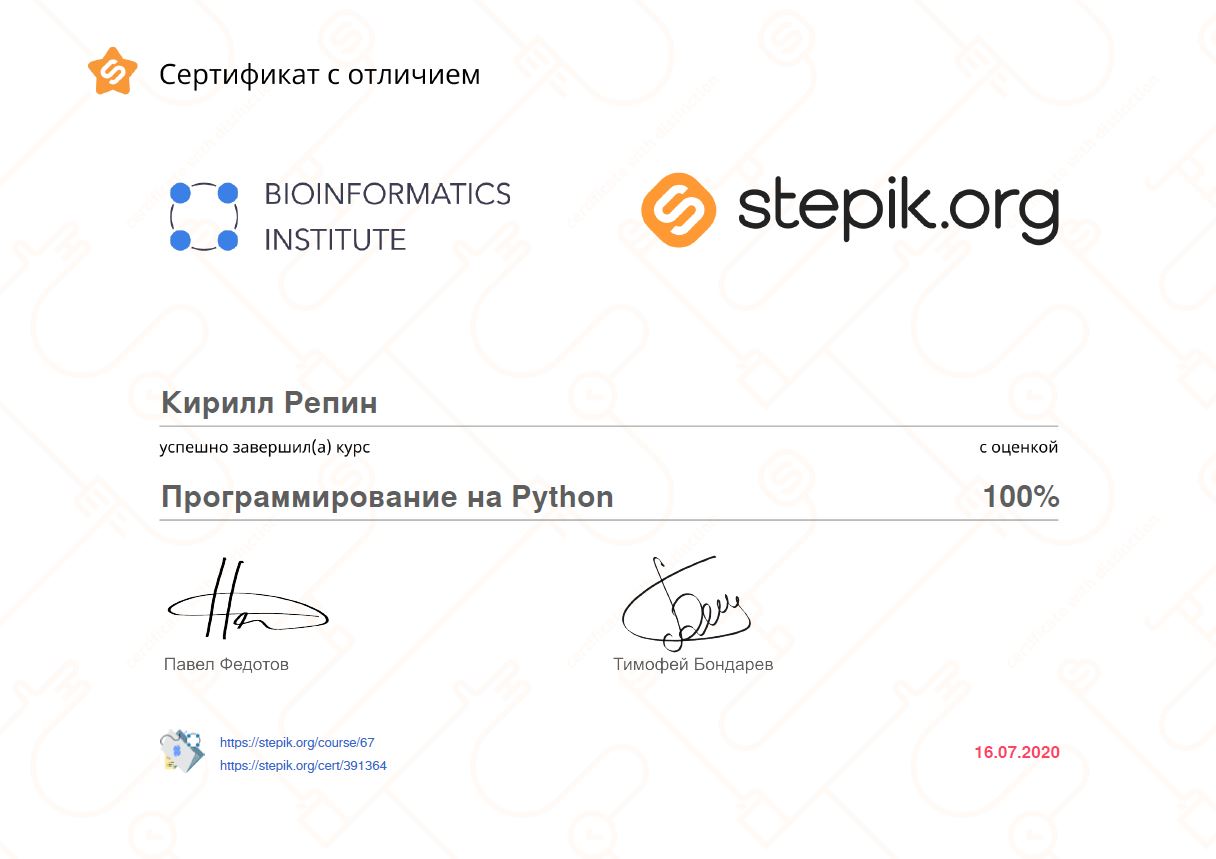 Сертификат с отличием
BIOINFORMATICS
INSTITUTE
stepik.org
Кирилл Репин
успешно завершил(а) курс
с оценкой
Программирование на Python
100%
Павел Федотов
Тимофей Бондарев
https://stepik.org/course/67
https://stepik.org/cert/391364
16.07.2020